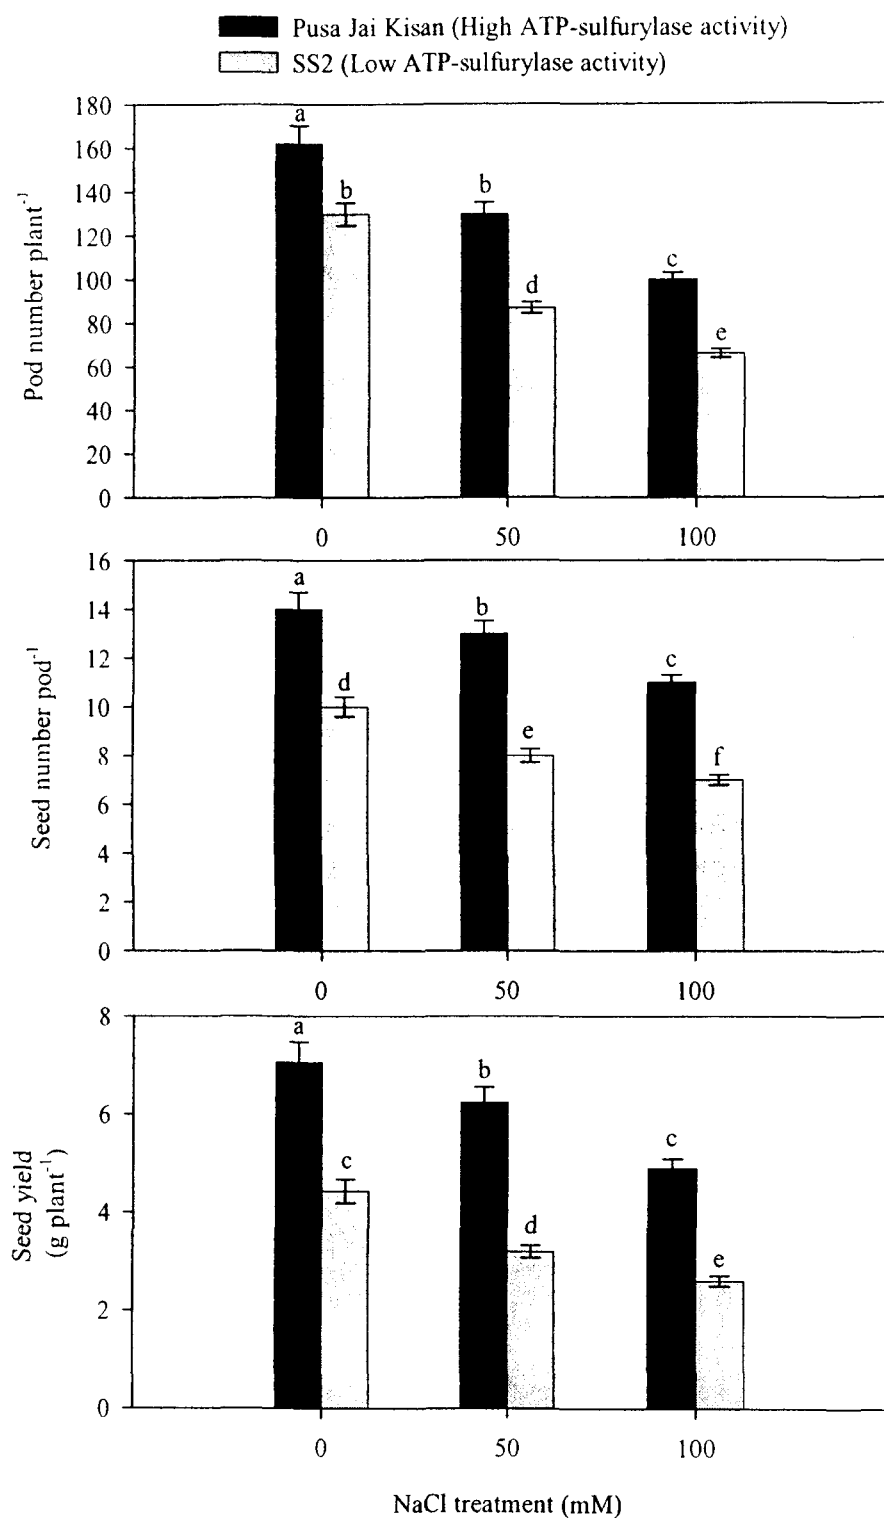 Pusa Jai Kisan (High ATP-sulfurylase activity)
SS2 (Low ATP-sulfurylase activity)
180
160
140
120
100
80
60
40
20
0
Pod number plant⁻¹
a
b
b
d
c
e
0 50 100
16
14
12
10
8
6
4
2
0
Seed number pod⁻¹
a
d
b
e
c
f
0 50 100
8
6
4
2
0
Seed yield
(g plant⁻¹)
a
c
b
d
c
e
0 50 100
NaCl treatment (mM)